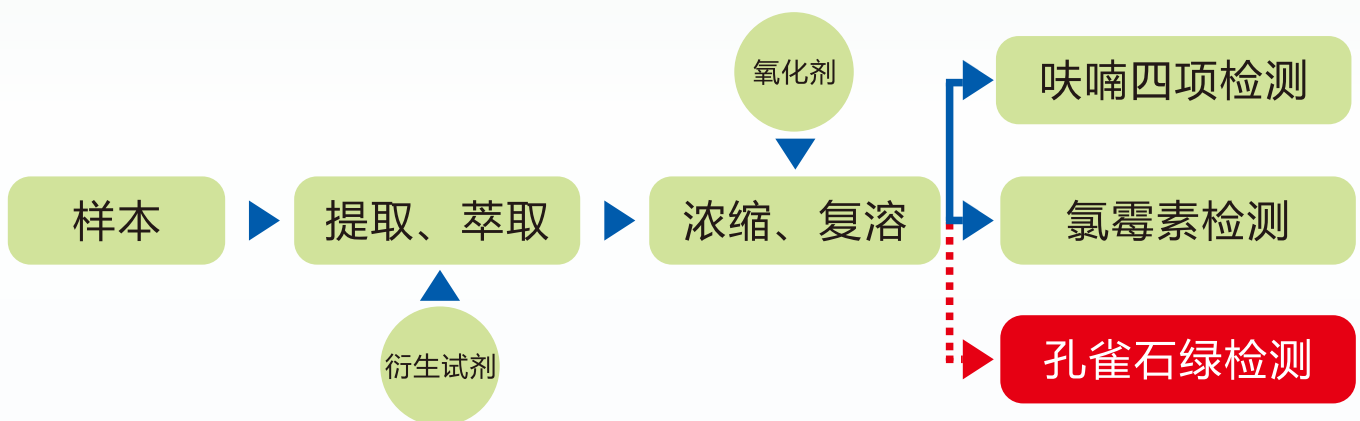 氧化剂
呋喃四项检测
样本
提取、萃取
浓缩、复溶
氯霉素检测
衍生试剂
孔雀石绿检测